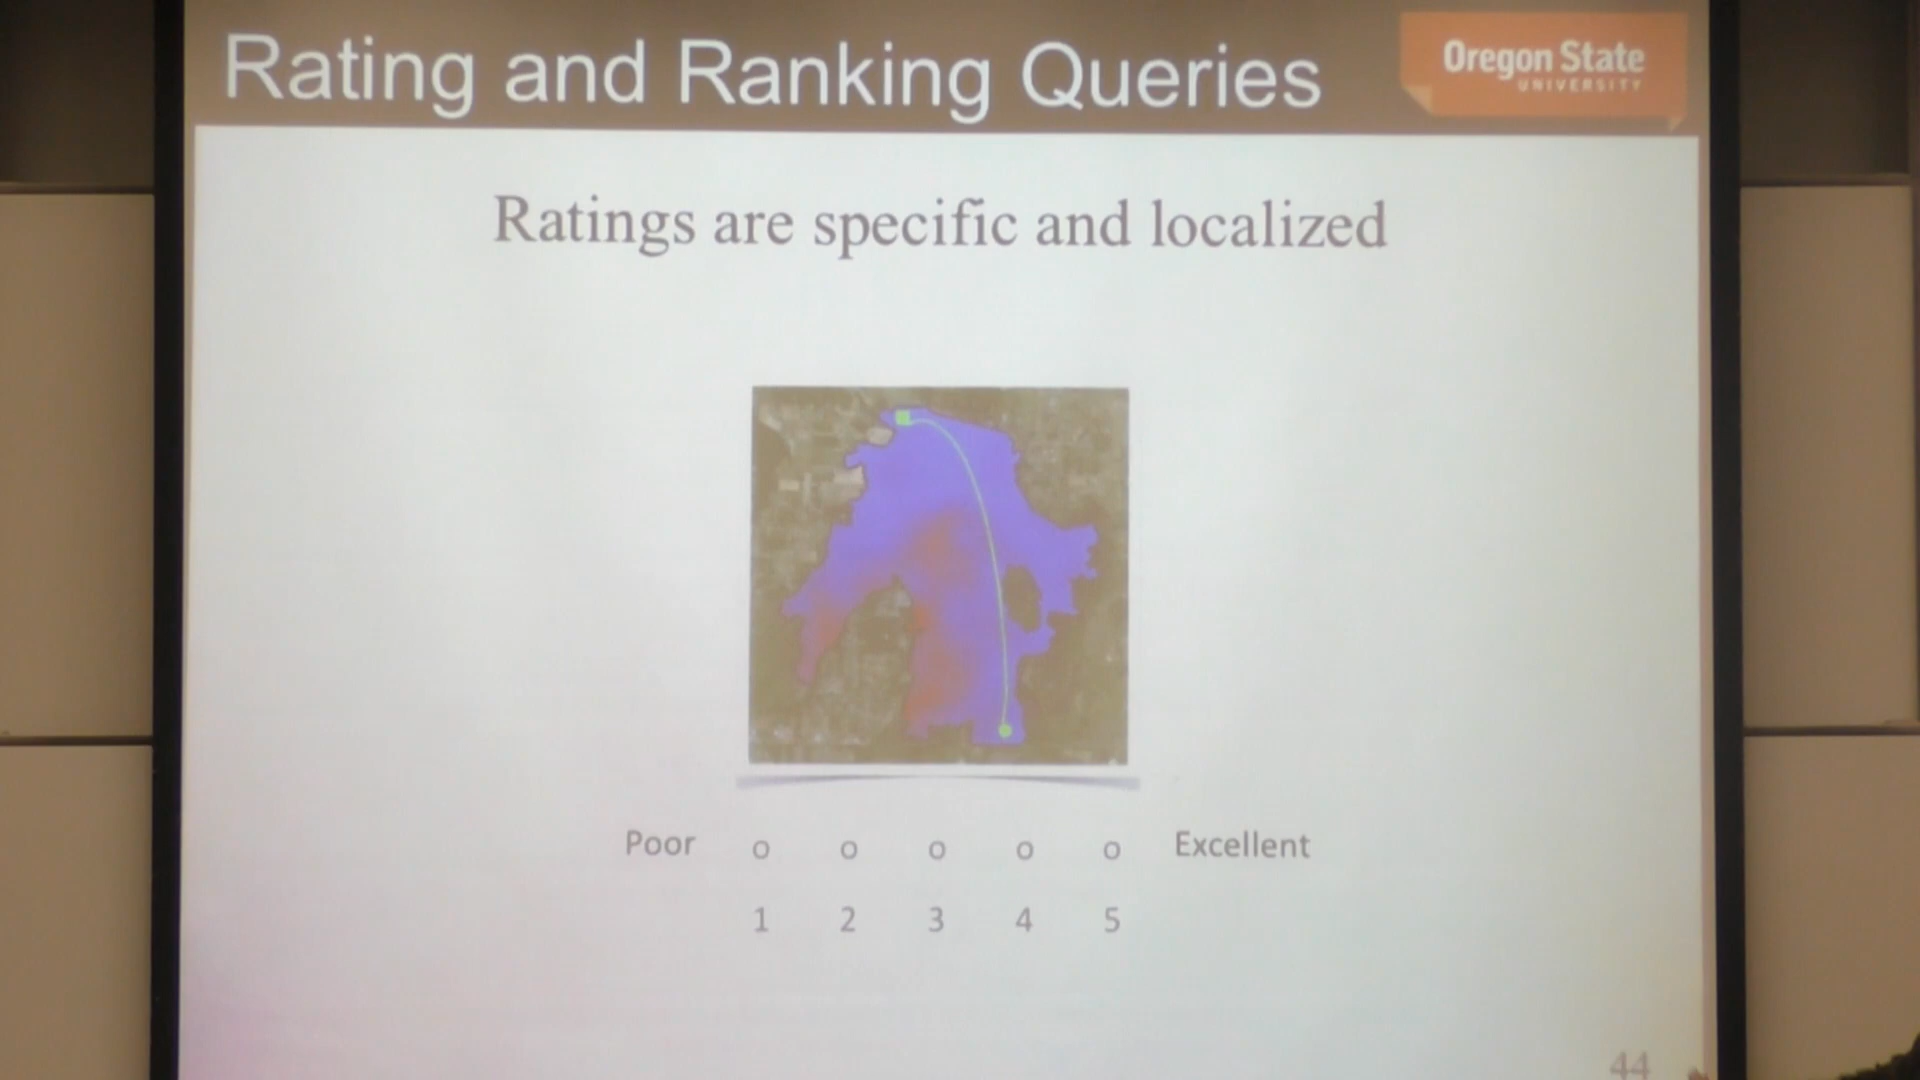 Rating and Ranking Queries
Oregon State
UNIVERSITY
Ratings are specific and localized
Poor o o o o o Excellent
1 2 3 4 5
44